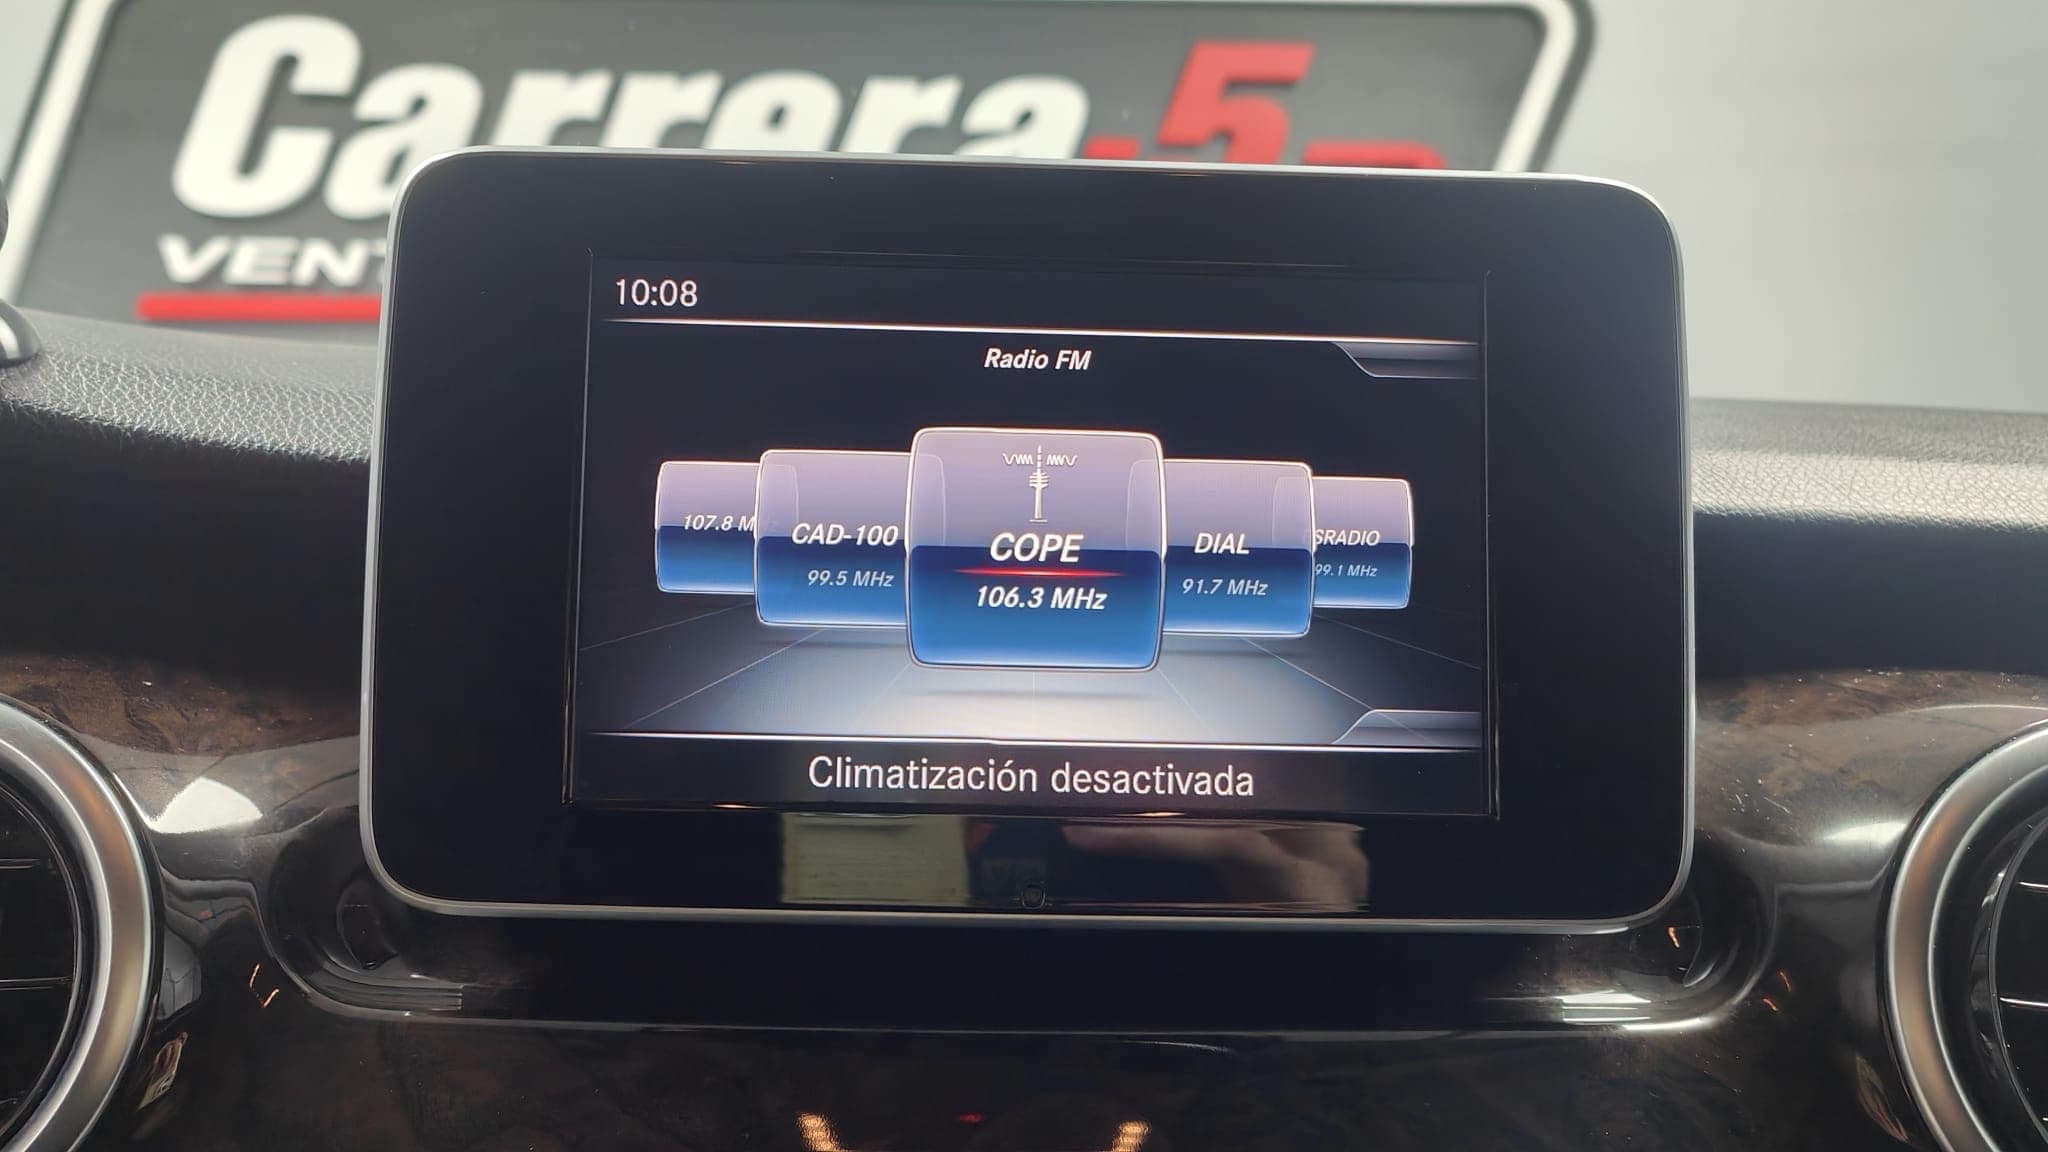 Carrera
.5
VENT
10:08
Radio FM
107.8 M
CAD-100
99.5 MHz
COPE
106.3 MHz
DIAL
91.7 MHz
SRADIO
99.1 MHz
Climatización desactivada